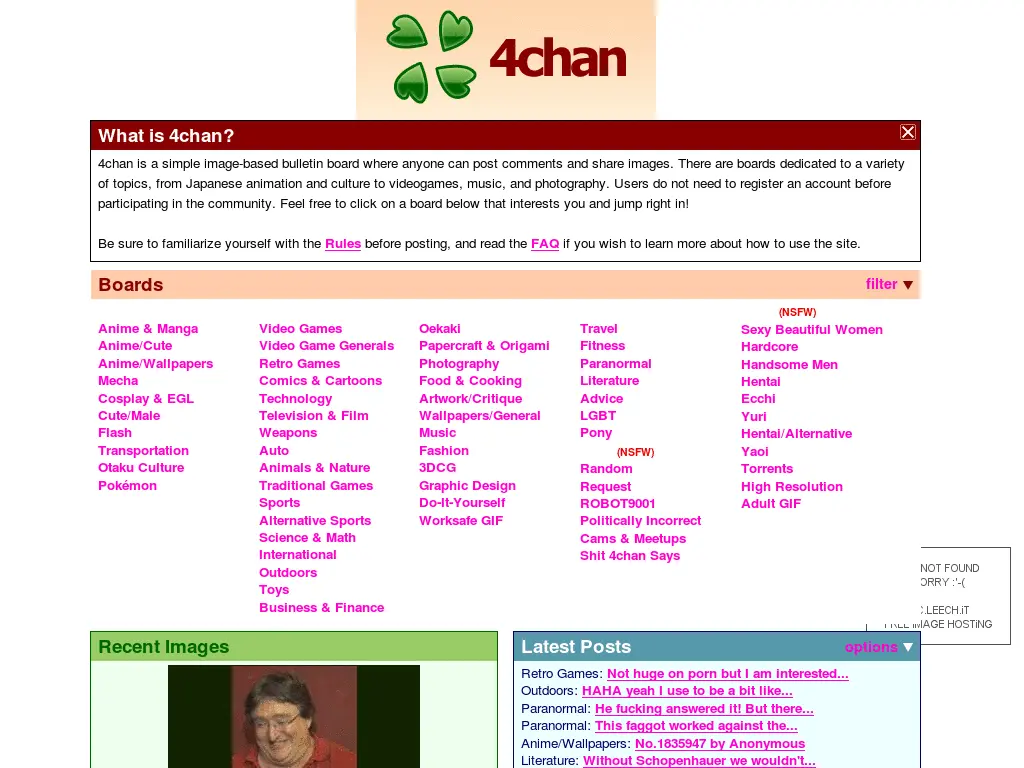 4chan
What is 4chan?
4chan is a simple image-based bulletin board where anyone can post comments and share images. There are boards dedicated to a variety
of topics, from Japanese animation and culture to videogames, music, and photography. Users do not need to register an account before
participating in the community. Feel free to click on a board below that interests you and jump right in!
Be sure to familiarize yourself with the Rules before posting, and read the FAQ if you wish to learn more about how to use the site.
Boards
filter
Anime & Manga
Anime/Cute
Anime/Wallpapers
Mecha
Cosplay & EGL
Cute/Male
Flash
Transportation
Otaku Culture
Pokémon
Video Games
Video Game Generals
Retro Games
Comics & Cartoons
Technology
Television & Film
Weapons
Auto
Animals & Nature
Traditional Games
Sports
Alternative Sports
Science & Math
International
Outdoors
Toys
Business & Finance
Oekaki
Papercraft & Origami
Photography
Food & Cooking
Artwork/Critique
Wallpapers/General
Music
Fashion
3DCG
Graphic Design
Do-It-Yourself
Worksafe GIF
Travel
Fitness
Paranormal
Literature
Advice
LGBT
Pony
(NSFW)
Random
Request
ROBOT9001
Politically Incorrect
Cams & Meetups
Shit 4chan Says
(NSFW)
Sexy Beautiful Women
Hardcore
Handsome Men
Hentai
Ecchi
Yuri
Hentai/Alternative
Yaoi
Torrents
High Resolution
Adult GIF
NOT FOUND
ORRY :'-(
C.LEECH.iT
FREE IMAGE HOSTiNG
Recent Images
Latest Posts
options
Retro Games: Not huge on porn but I am interested...
Outdoors: HAHA yeah I use to be a bit like...
Paranormal: He fucking answered it! But there...
Paranormal: This faggot worked against the...
Anime/Wallpapers: No.1835947 by Anonymous
Literature: Without Schopenhauer we wouldn't...